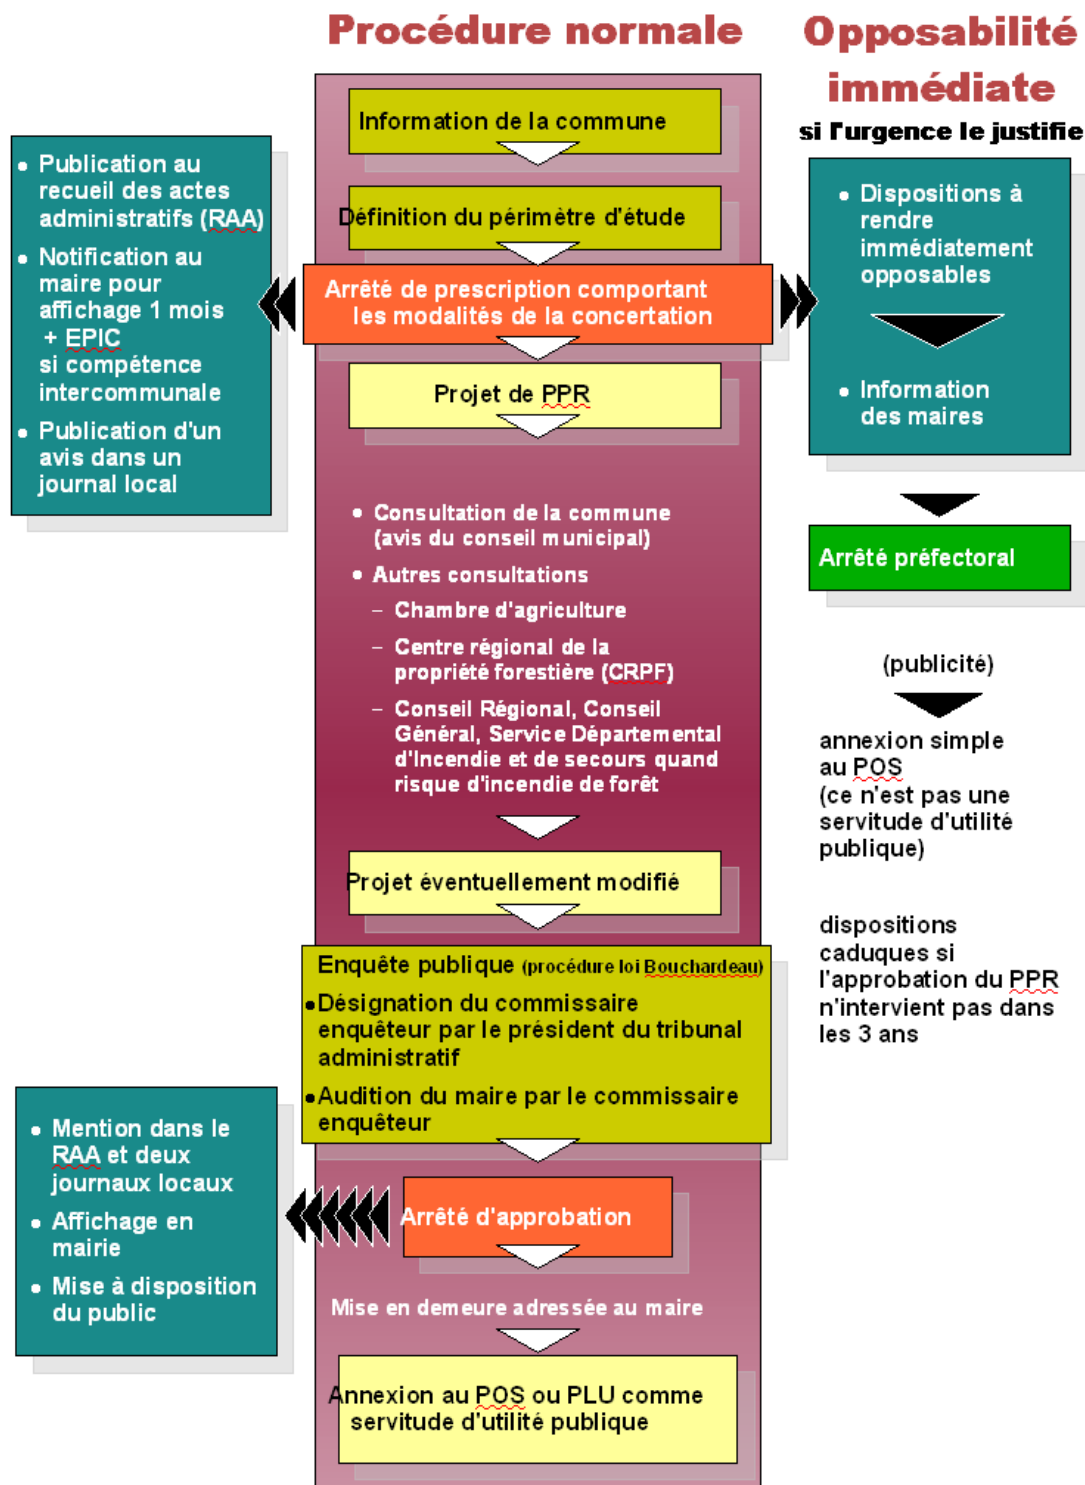 Procédure normale
Information de la commune
Définition du périmètre d'étude
Arrêté de prescription comportant
les modalités de la concertation
Projet de PPR
• Consultation de la commune
(avis du conseil municipal)
• Autres consultations
– Chambre d'agriculture
– Centre régional de la
propriété forestière (CRPF)
– Conseil Régional, Conseil
Général, Service Départemental
d'Incendie et de secours quand
risque d'incendie de forêt
Projet éventuellement modifié
Enquête publique (procédure loi Bouchardeau)
•Désignation du commissaire
enquêteur par le président du tribunal
administratif
•Audition du maire par le commissaire
enquêteur
Arrêté d'approbation
Mise en demeure adressée au maire
Annexion au POS ou PLU comme
servitude d'utilité publique
• Publication au
recueil des actes
administratifs (RAA)
• Notification au
maire pour
affichage 1 mois
+ EPIC
si compétence
intercommunale
• Publication d'un
avis dans un
journal local
• Mention dans le
RAA et deux
journaux locaux
• Affichage en
mairie
• Mise à disposition
du public
Opposabilité
immédiate
si l'urgence le justifie
• Dispositions à
rendre
immédiatement
opposables
• Information
des maires
Arrêté préfectoral
(publicité)
annexion simple
au POS
(ce n'est pas une
servitude d'utilité
publique)
dispositions
caduques si
l'approbation du PPR
n'intervient pas dans
les 3 ans